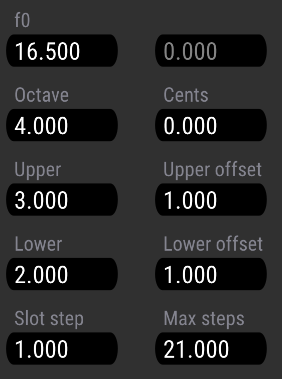 f0
16.500 0.000
Octave Cents
4.000 0.000
Upper Upper offset
3.000 1.000
Lower Lower offset
2.000 1.000
Slot step Max steps
1.000 21.000